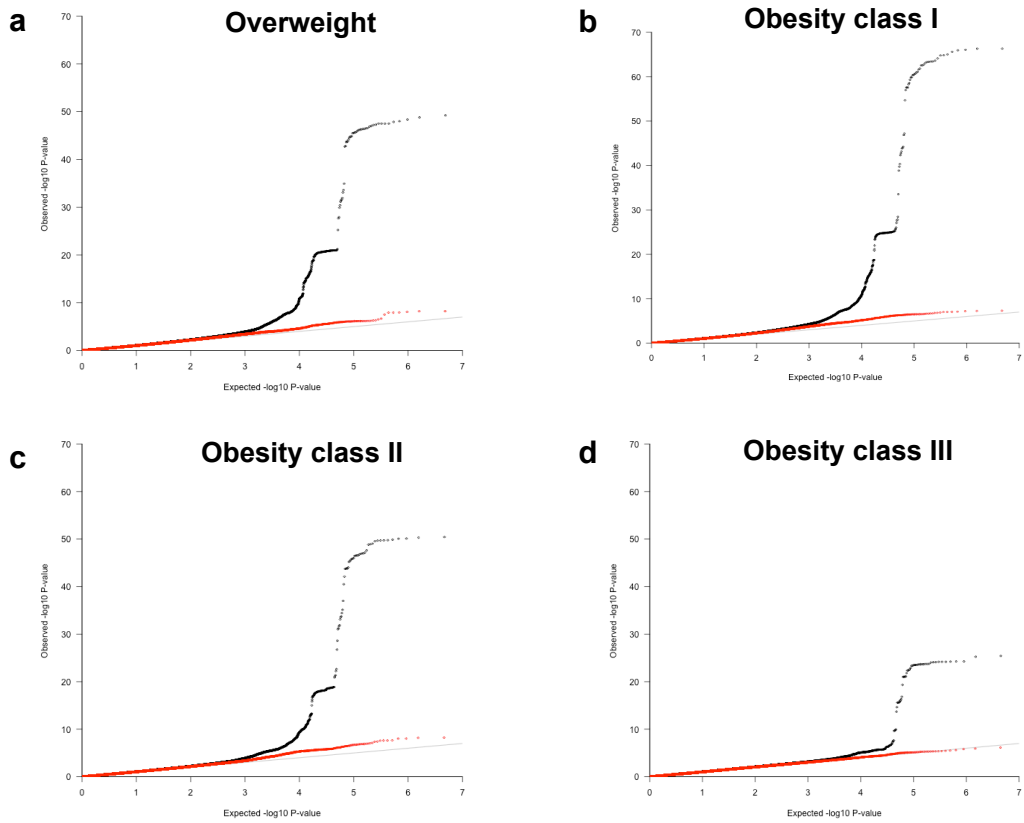 a
Overweight
70
60
50
40
30
20
10
0
Observed -log10 P-value
0 1 2 3 4 5 6 7
Expected -log10 P-value
b
Obesity class I
70
60
50
40
30
20
10
0
Observed -log10 P-value
0 1 2 3 4 5 6 7
Expected -log10 P-value
c
Obesity class II
70
60
50
40
30
20
10
0
Observed -log10 P-value
0 1 2 3 4 5 6 7
Expected -log10 P-value
d
Obesity class III
70
60
50
40
30
20
10
0
Observed -log10 P-value
0 1 2 3 4 5 6 7
Expected -log10 P-value